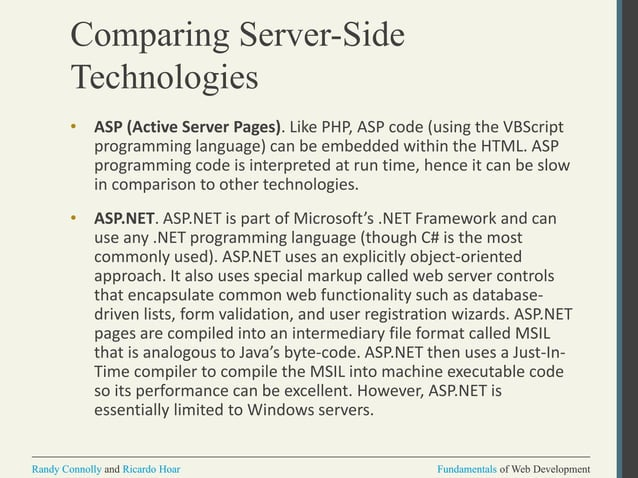 Comparing Server-Side
Technologies
• ASP (Active Server Pages). Like PHP, ASP code (using the VBScript
programming language) can be embedded within the HTML. ASP
programming code is interpreted at run time, hence it can be slow
in comparison to other technologies.
• ASP.NET. ASP.NET is part of Microsoft’s .NET Framework and can
use any .NET programming language (though C# is the most
commonly used). ASP.NET uses an explicitly object-oriented
approach. It also uses special markup called web server controls
that encapsulate common web functionality such as database-
driven lists, form validation, and user registration wizards. ASP.NET
pages are compiled into an intermediary file format called MSIL
that is analogous to Java’s byte-code. ASP.NET then uses a Just-In-
Time compiler to compile the MSIL into machine executable code
so its performance can be excellent. However, ASP.NET is
essentially limited to Windows servers.
Randy Connolly and Ricardo Hoar
Fundamentals of Web Development